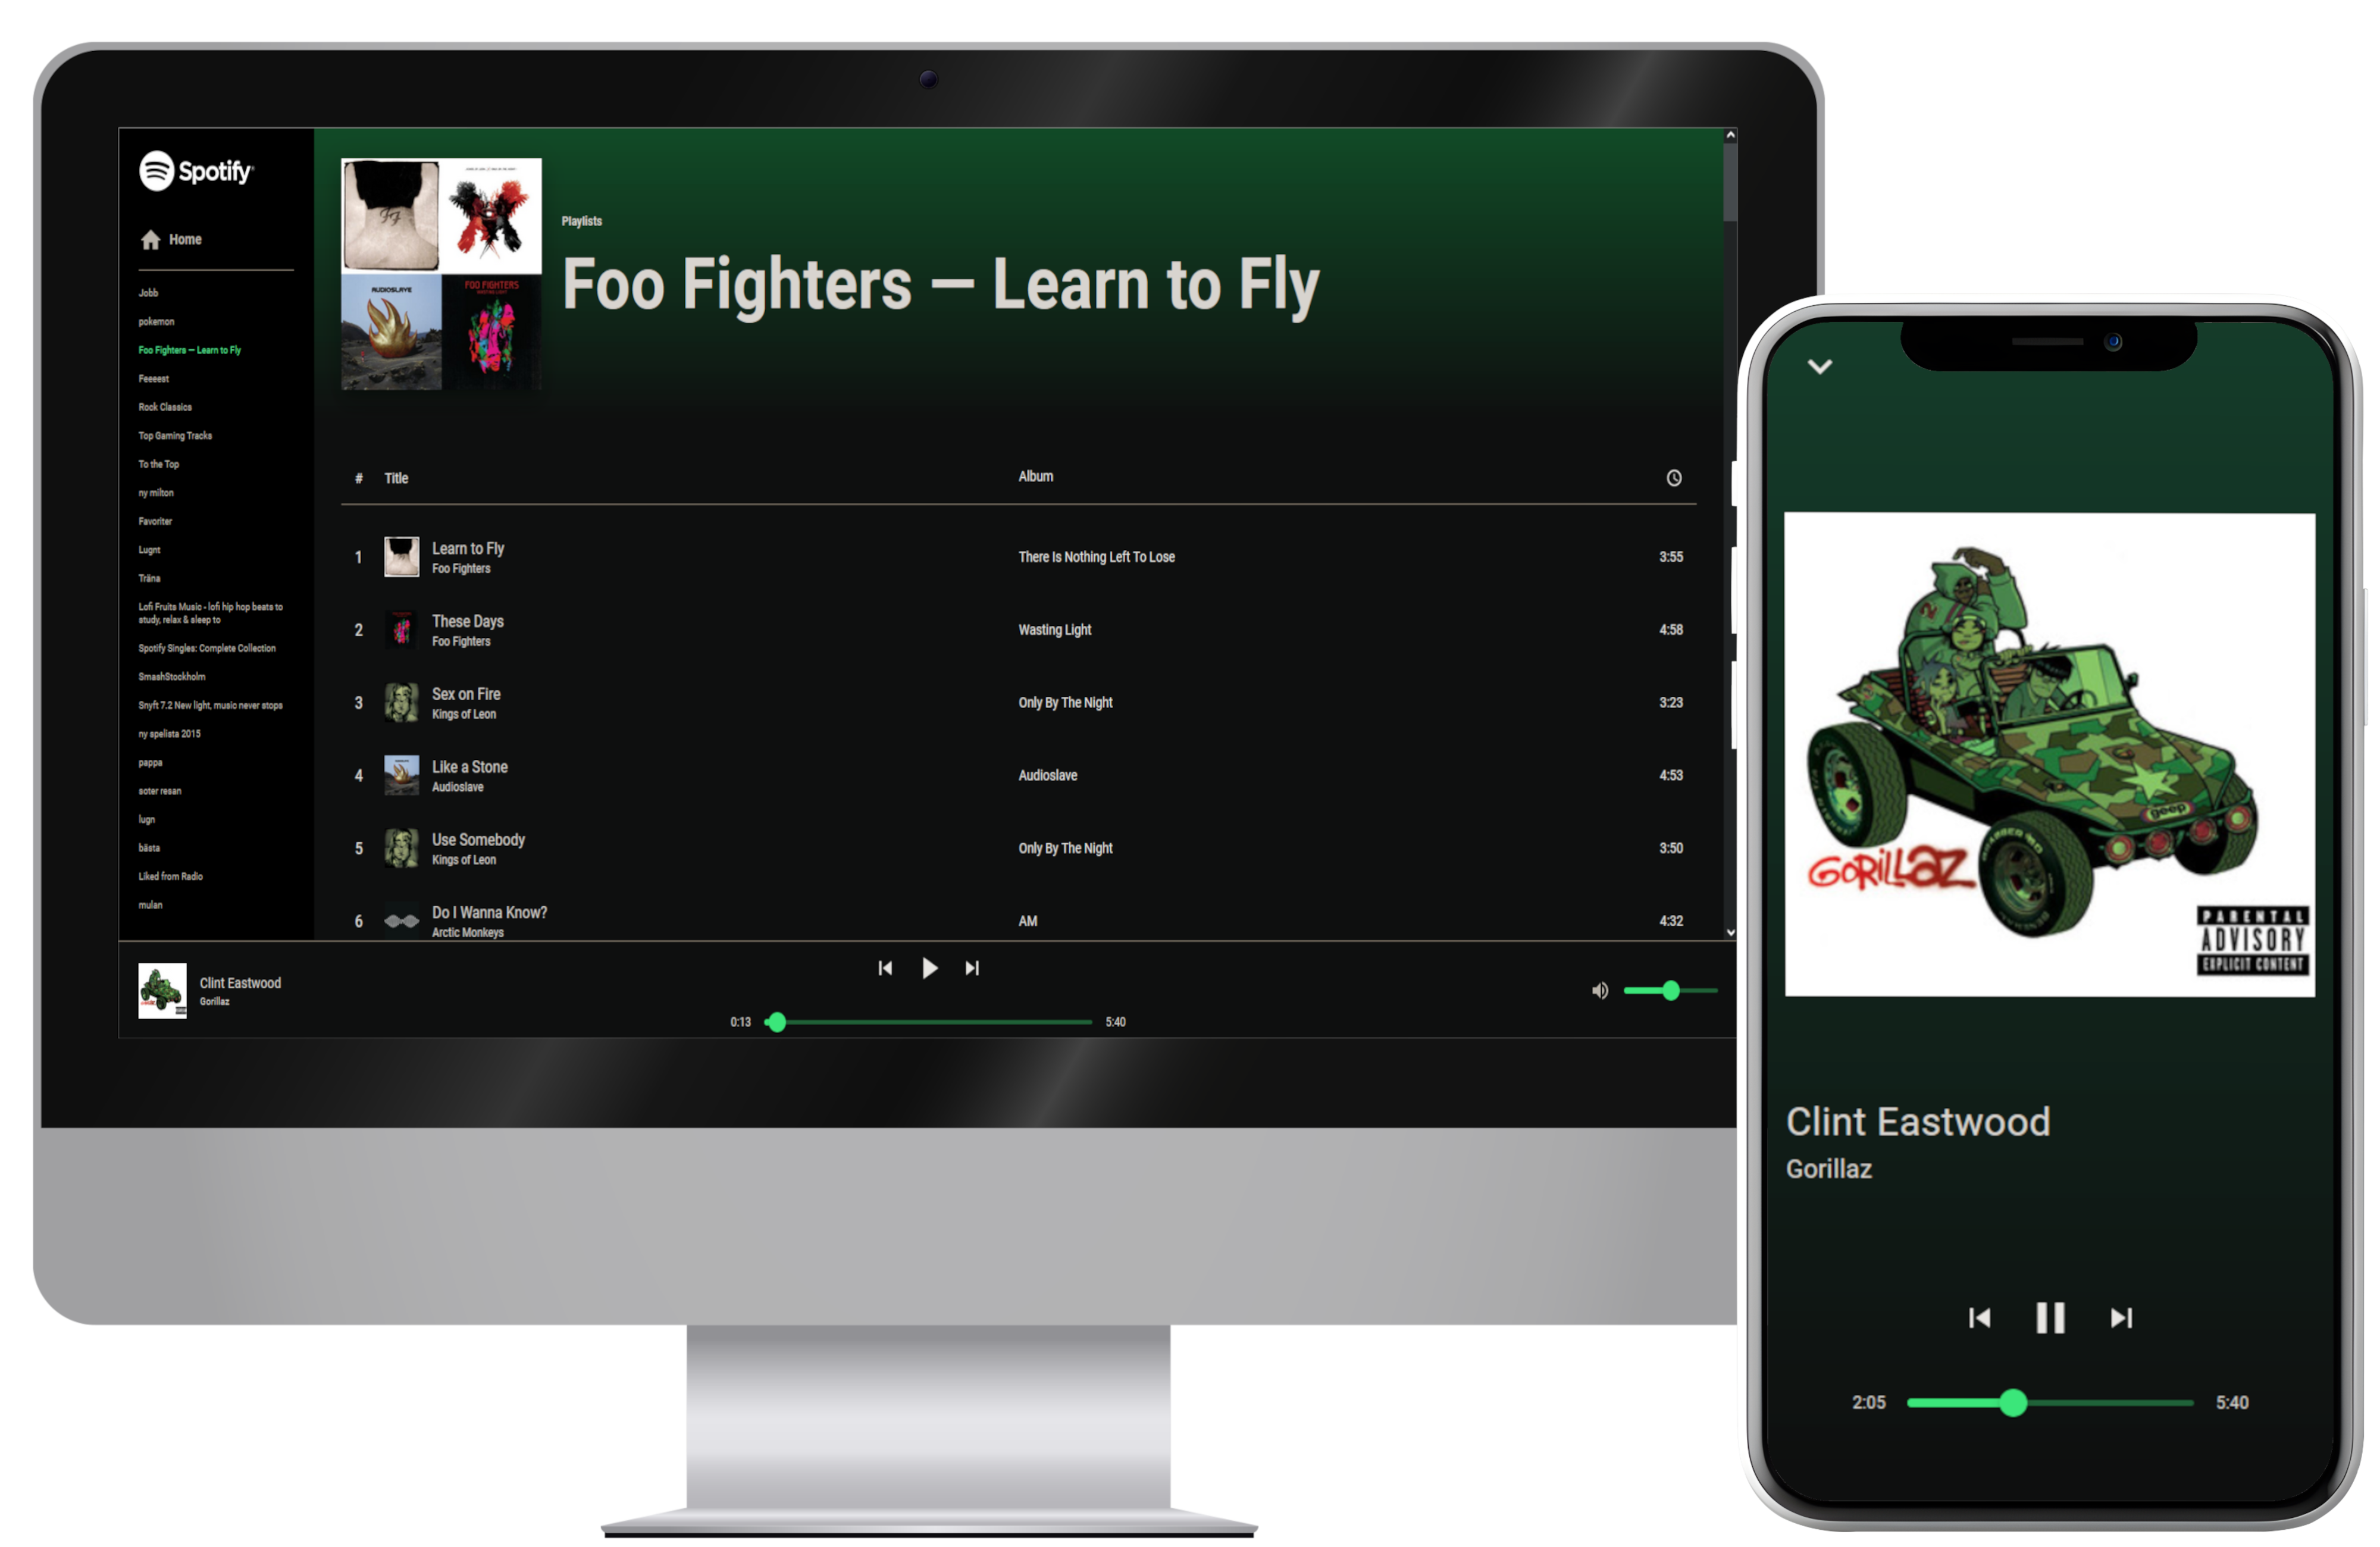 Spotify
Home
Jobb
pokemon
Foo Fighters — Learn to Fly
Feeeest
Rock Classics
Top Gaming Tracks
To the Top
ny milton
Favoriter
Lugnt
Träna
Lofi Fruits Music - lofi hip hop beats to
study, relax & sleep to
Spotify Singles: Complete Collection
SmashStockholm
Snyft 7.2 New light, music never stops
ny spelista 2015
pappa
soter resan
lugn
bästa
Liked from Radio
mulan
AUDIOSLAVE
FOO FIGHTERS
WASTING LIGHT
Playlists
Foo Fighters — Learn to Fly
# Title Album
1 Learn to Fly There Is Nothing Left To Lose 3:55
Foo Fighters
2 These Days Wasting Light 4:58
Foo Fighters
3 Sex on Fire Only By The Night 3:23
Kings of Leon
4 Like a Stone Audioslave 4:53
Audioslave
5 Use Somebody Only By The Night 3:50
Kings of Leon
6 Do I Wanna Know? AM 4:32
Arctic Monkeys
Clint Eastwood
Gorillaz
0:13 5:40
Jeep
GORILLAZ
PARENTAL
ADVISORY
EXPLICIT CONTENT
Clint Eastwood
Gorillaz
2:05 5:40